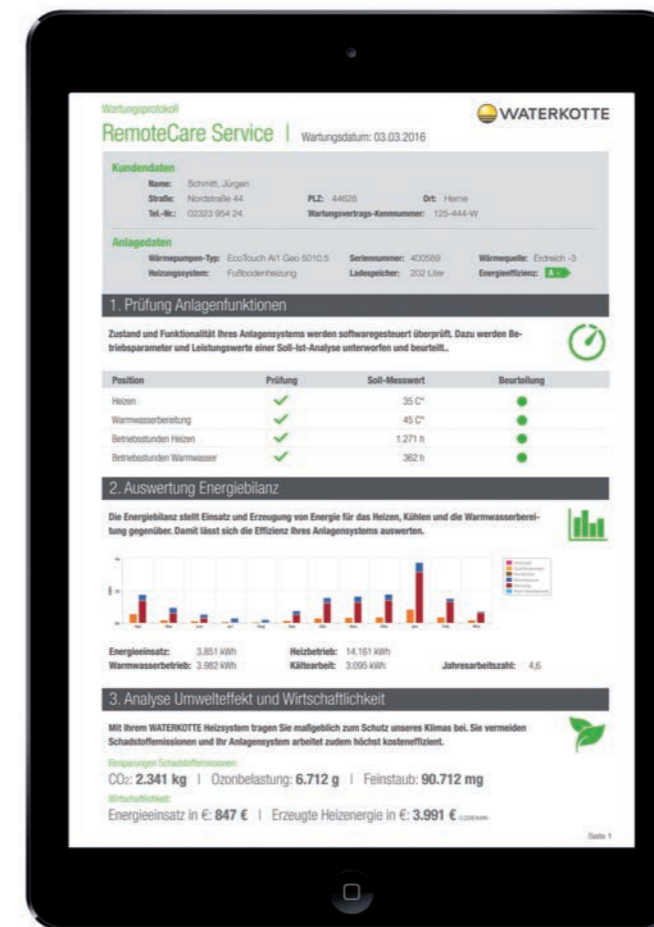 Wartungsprotokoll
RemoteCare Service | Wartungsdatum: 03.03.2016
WATERKOTTE
Kundendaten
Name: Schmitt, Jürgen
Straße: Nordstraße 44 PLZ: 44628 Ort: Herne
Tel.-Nr.: 02323 954 24 Wartungsvertrags-Kennnummer: 125-444-W
Anlagedaten
Wärmepumpen-Typ: EcoTouch Ai1 Geo 5010.5 Seriennummer: 400589 Wärmequelle: Erdreich -3
Heizungssystem: Fußbodenheizung Ladespeicher: 202 Liter Energieeffizienz:
1. Prüfung Anlagenfunktionen
Zustand und Funktionalität Ihres Anlagensystems werden softwaregesteuert überprüft. Dazu werden Be-
triebsparameter und Leistungswerte einer Soll-Ist-Analyse unterworfen und beurteilt..
Position Prüfung Soll-Messwert Beurteilung
Heizen 35 C°
Warmwasserbereitung 45 C°
Betriebsstunden Heizen 1.271 h
Betriebsstunden Warmwasser 362 h
2. Auswertung Energiebilanz
Die Energiebilanz stellt Einsatz und Erzeugung von Energie für das Heizen, Kühlen und die Warmwasserberei-
tung gegenüber. Damit lässt sich die Effizienz Ihres Anlagensystems auswerten.
Energieeinsatz: 3.851 kWh Heizbetrieb: 14.161 kWh
Warmwasserbetrieb: 3.982 kWh Kältearbeit: 3.095 kWh Jahresarbeitszahl: 4,6
3. Analyse Umwelteffekt und Wirtschaftlichkeit
Mit Ihrem WATERKOTTE Heizsystem tragen Sie maßgeblich zum Schutz unseres Klimas bei. Sie vermeiden
Schadstoffemissionen und Ihr Anlagensystem arbeitet zudem höchst kosteneffizient.
Einsparungen Schadstoffemissionen:
CO₂: 2.341 kg | Ozonbelastung: 6.712 g | Feinstaub: 90.712 mg
Wirtschaftlichkeit:
Energieeinsatz in €: 847 € | Erzeugte Heizenergie in €: 3.991 €
Seite 1